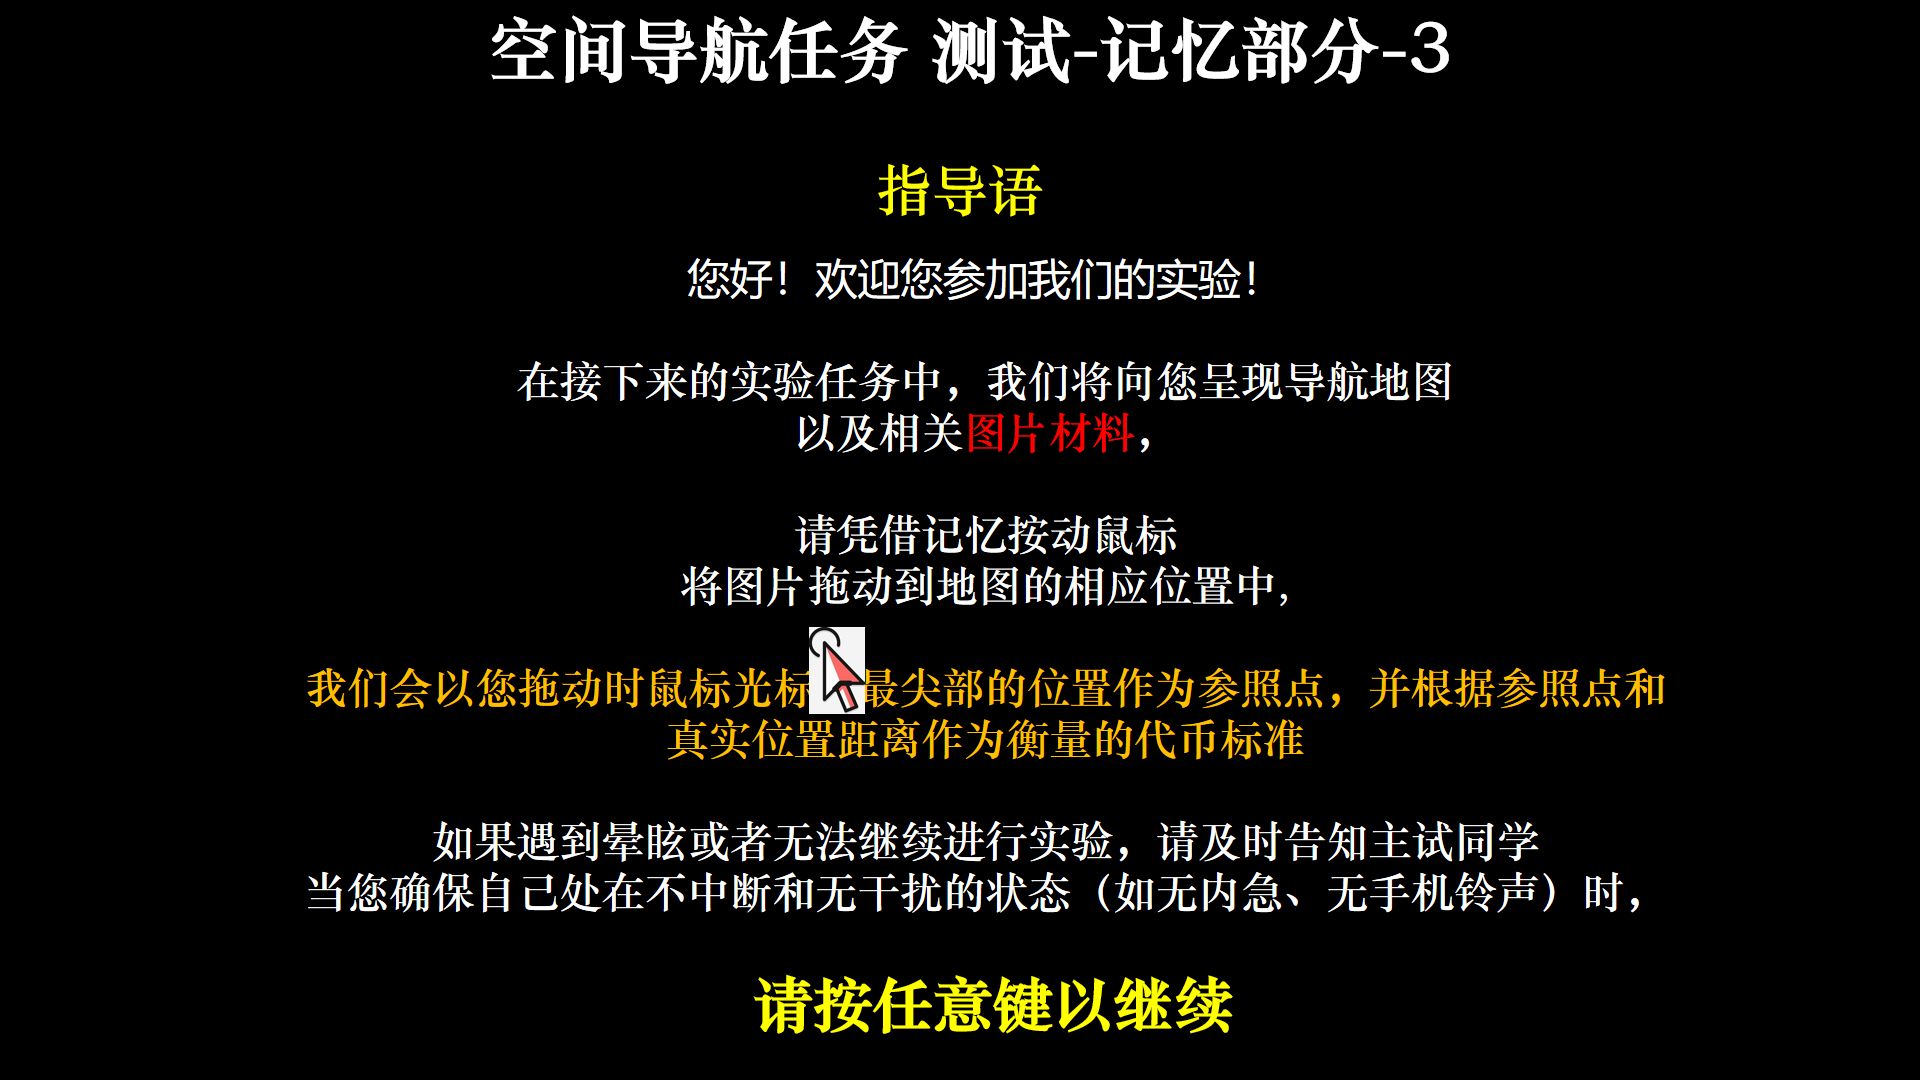 空间导航任务 测试-记忆部分-3
指导语
您好！欢迎您参加我们的实验！
在接下来的实验任务中，我们将向您呈现导航地图
以及相关图片材料，
请凭借记忆按动鼠标
将图片拖动到地图的相应位置中，
我们会以您拖动时鼠标光标最尖部的位置作为参照点，并根据参照点和
真实位置距离作为衡量的代币标准
如果遇到晕眩或者无法继续进行实验，请及时告知主试同学
当您确保自己处在不中断和无干扰的状态（如无内急、无手机铃声）时，
请按任意键以继续